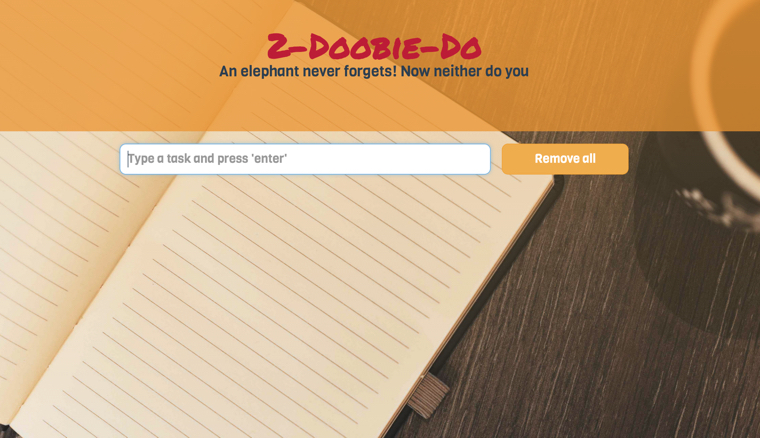 2-Doobie-Do
An elephant never forgets! Now neither do you
Type a task and press 'enter'
Remove all